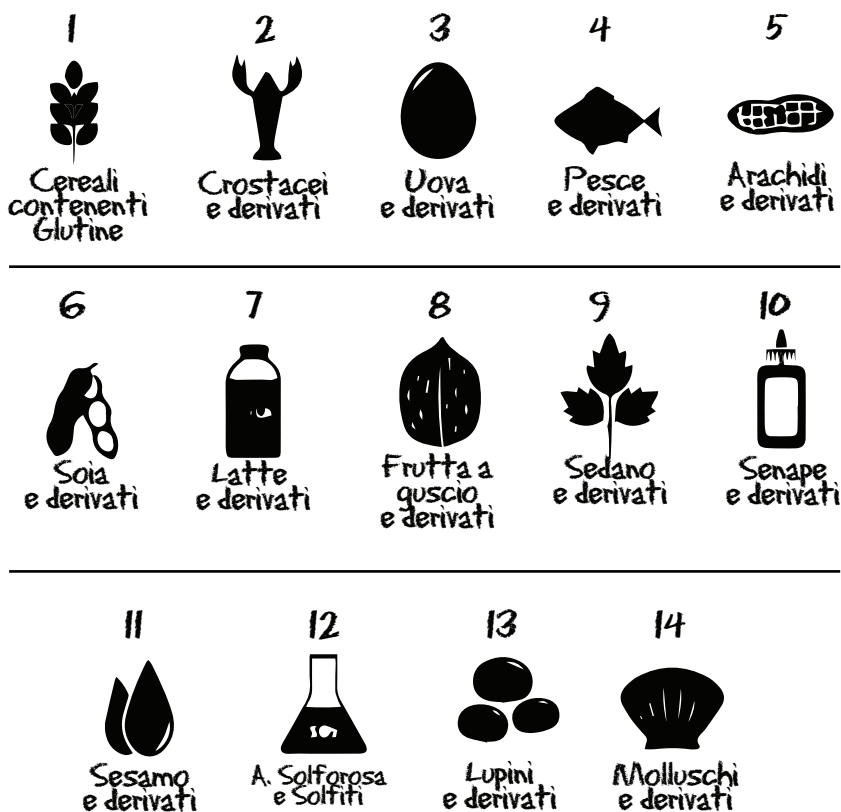 1 2 3 4 5
Cereali
contenenti
Glutine
Crostacei
e derivati
Uova
e derivati
Pesce
e derivati
Arachidi
e derivati
6 7 8 9 10
Soia
e derivati
Latte
e derivati
Frutta a
guscio
e derivati
Sedano
e derivati
Senape
e derivati
11 12 13 14
Sesamo
e derivati
A. Solforosa
e Solfiti
Lupini
e derivati
Molluschi
e derivati